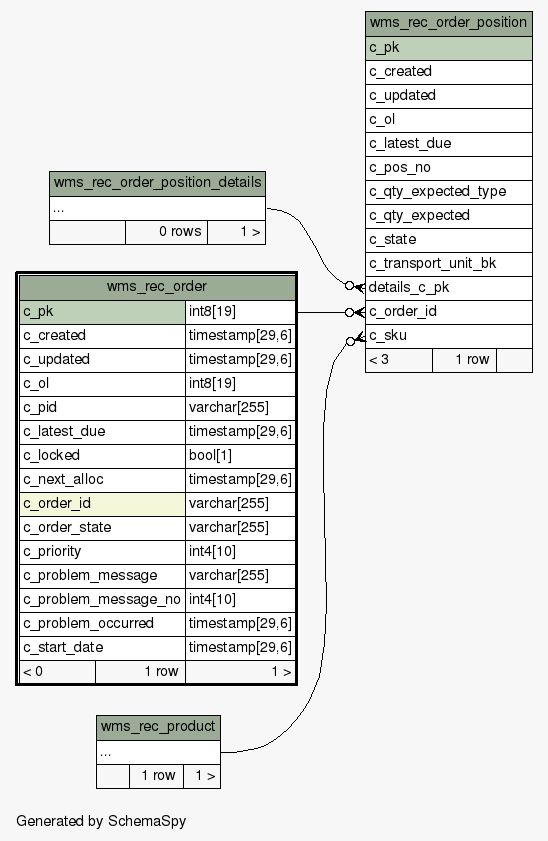 wms_rec_order_position
c_pk
c_created
c_updated
c_ol
c_latest_due
c_pos_no
c_qty_expected_type
c_qty_expected
c_state
c_transport_unit_bk
details_c_pk
c_order_id
c_sku
< 3 1 row
wms_rec_order_position_details
...
0 rows 1 >
wms_rec_order
c_pk int8[19]
c_created timestamp[29,6]
c_updated timestamp[29,6]
c_ol int8[19]
c_pid varchar[255]
c_latest_due timestamp[29,6]
c_locked bool[1]
c_next_alloc timestamp[29,6]
c_order_id varchar[255]
c_order_state varchar[255]
c_priority int4[10]
c_problem_message varchar[255]
c_problem_message_no int4[10]
c_problem_occurred timestamp[29,6]
c_start_date timestamp[29,6]
< 0 1 row 1 >
wms_rec_product
...
1 row 1 >
Generated by SchemaSpy